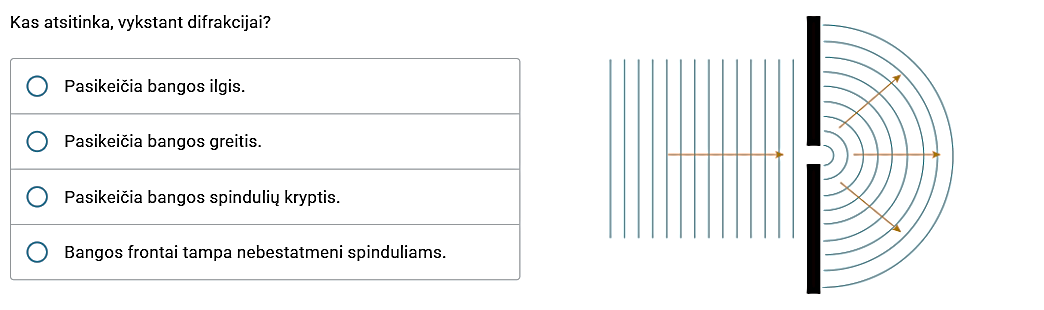 Kas atsitinka, vykstant difrakcijai?
Pasikeičia bangos ilgis.
Pasikeičia bangos greitis.
Pasikeičia bangos spindulių kryptis.
Bangos frontai tampa nebestatmeni spinduliams.